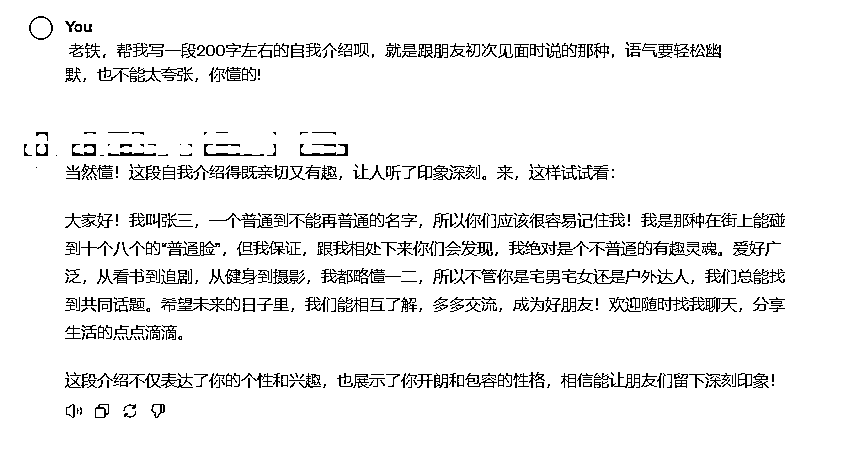 You
老铁，帮我写一段200字左右的自我介绍呗，就是跟朋友初次见面时说的那种，语气要轻松幽
默，也不能太夸张，你懂的!
当然懂！这段自我介绍得既亲切又有趣，让人听了印象深刻。来，这样试试看：
大家好！我叫张三，一个普通到不能再普通的名字，所以你们应该很容易记住我！我是那种在街上能碰
到十个八个的“普通脸”，但我保证，跟我相处下来你们会发现，我绝对是个不普通的有趣灵魂。爱好广
泛，从看书到追剧，从健身到摄影，我都略懂一二，所以不管你是宅男宅女还是户外达人，我们总能找
到共同话题。希望未来的日子里，我们能相互了解，多多交流，成为好朋友！欢迎随时找我聊天，分享
生活的点点滴滴。
这段介绍不仅表达了你的个性和兴趣，也展示了你开朗和包容的性格，相信能让朋友们留下深刻印象！